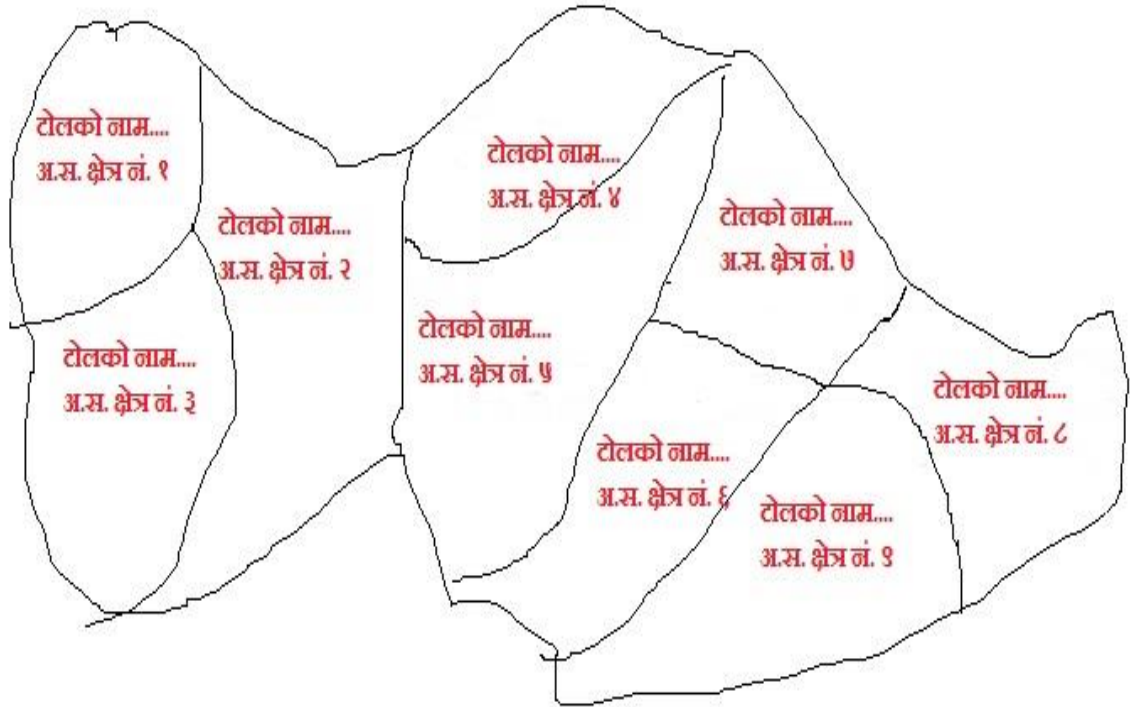 टोलको नाम....
अ.स. क्षेत्र नं. १
टोलको नाम....
अ.स. क्षेत्र नं. २
टोलको नाम....
अ.स. क्षेत्र नं. ३
टोलको नाम....
अ.स. क्षेत्र नं. ४
टोलको नाम....
अ.स. क्षेत्र नं. ५
टोलको नाम....
अ.स. क्षेत्र नं. ६
टोलको नाम....
अ.स. क्षेत्र नं. ७
टोलको नाम....
अ.स. क्षेत्र नं. ८
टोलको नाम....
अ.स. क्षेत्र नं. ९